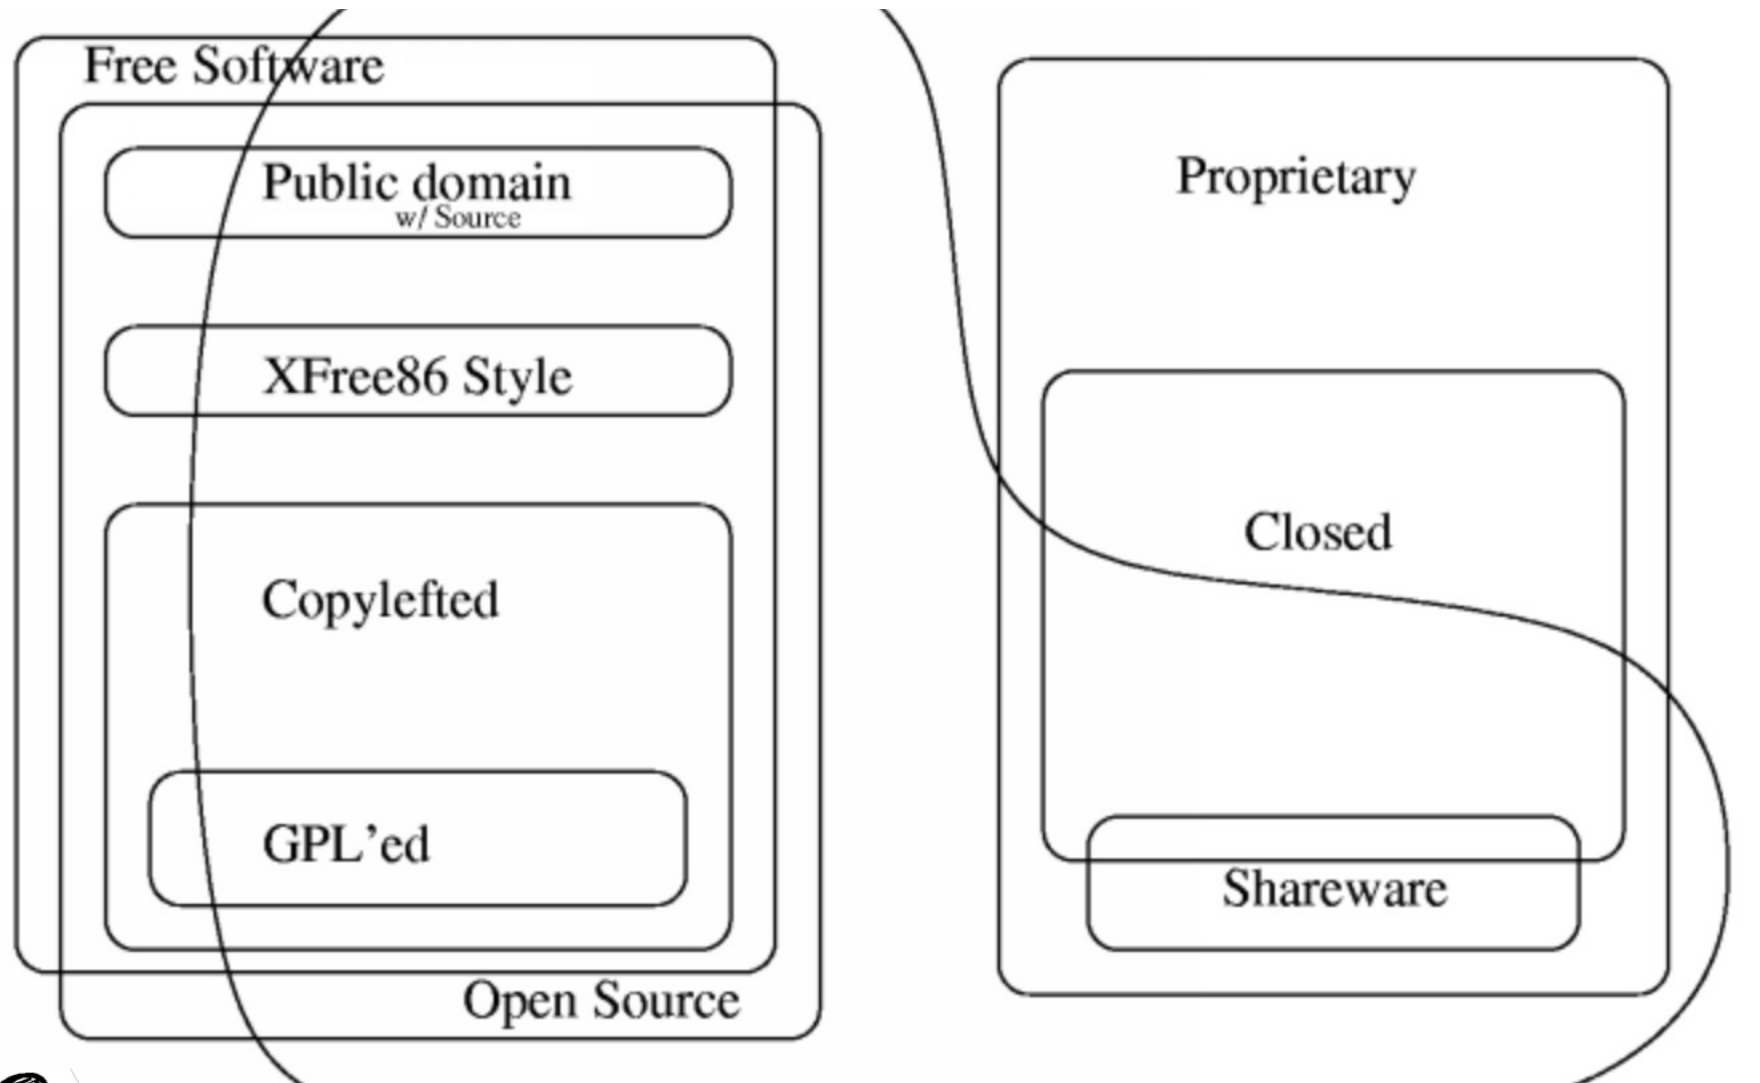 Free Software
Public domain
w/ Source
XFree86 Style
Copylefted
GPL'ed
Open Source
Proprietary
Closed
Shareware